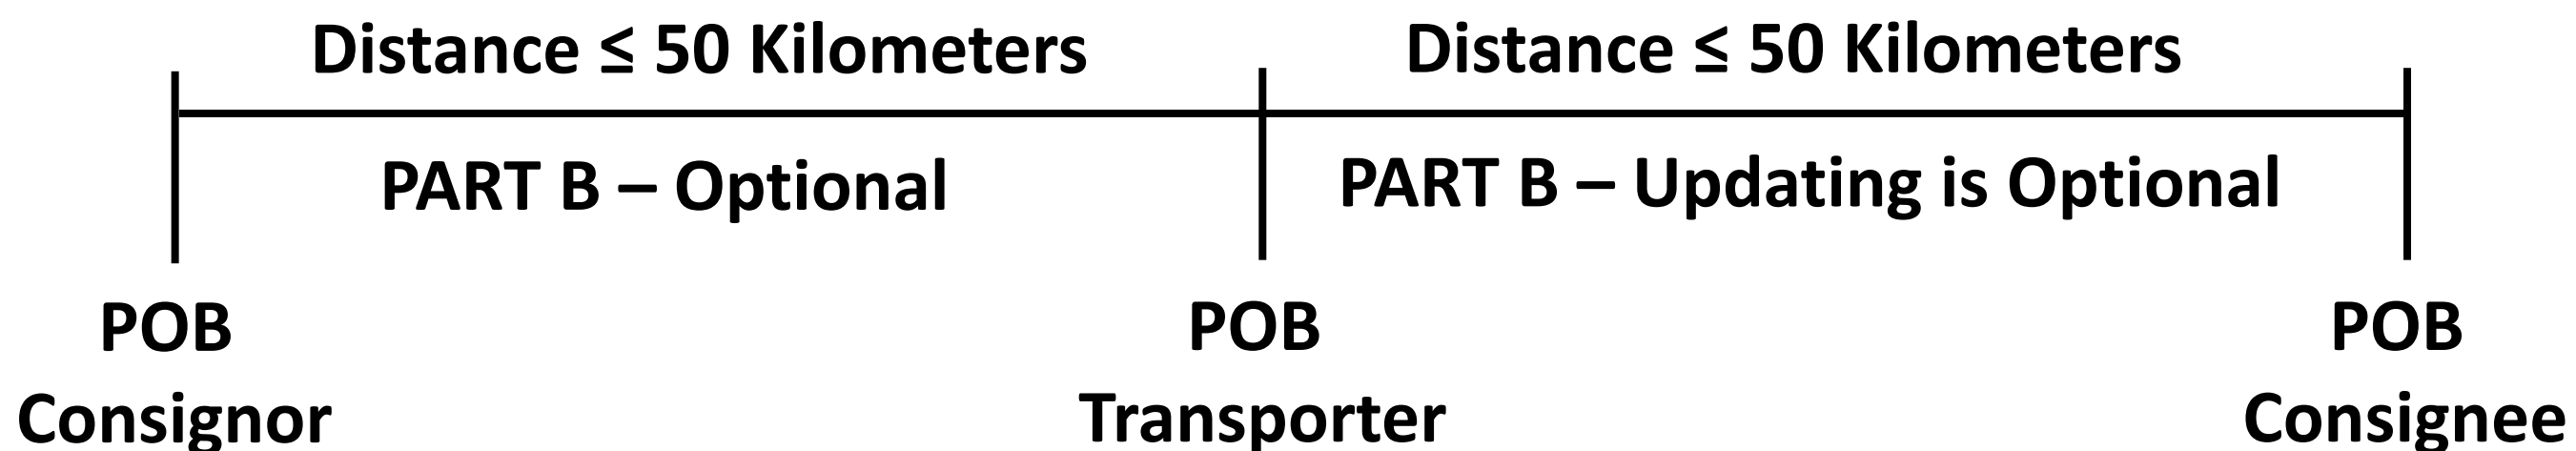 Distance ≤ 50 Kilometers
Distance ≤ 50 Kilometers
PART B – Optional
PART B – Updating is Optional
POB
Consignor
POB
Transporter
POB
Consignee